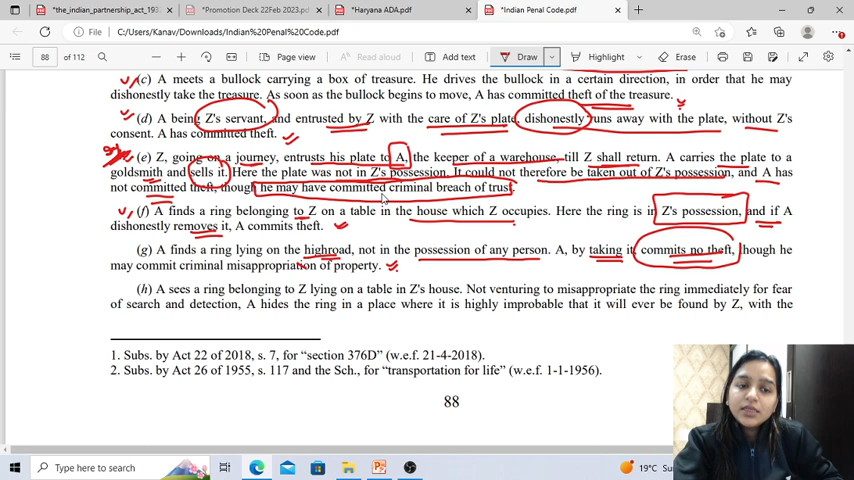 *the_indian_partnership_act_193
*Promotion Deck 22Feb 2023.pdf
*Haryana ADA.pdf
*Indian Penal Code.pdf
File
C:/Users/Kanav/Downloads/Indian%20Penal%20Code.pdf
88 of 112
Page view
Read aloud
Add text
Draw
Highlight
Erase
(c) A meets a bullock carrying a box of treasure. He drives the bullock in a certain direction, in order that he may
dishonestly take the treasure. As soon as the bullock begins to move, A has committed theft of the treasure.
(d) A being Z's servant, and entrusted by Z with the care of Z's plate, dishonestly runs away with the plate, without Z's
consent. A has committed theft.
(e) Z, going on a journey, entrusts his plate to A, the keeper of a warehouse, till Z shall return. A carries the plate to a
goldsmith and sells it. Here the plate was not in Z's possession. It could not therefore be taken out of Z's possession, and A has
not committed theft, though he may have committed criminal breach of trust.
(f) A finds a ring belonging to Z on a table in the house which Z occupies. Here the ring is in Z's possession, and if A
dishonestly removes it, A commits theft.
(g) A finds a ring lying on the highroad, not in the possession of any person. A, by taking it, commits no theft, though he
may commit criminal misappropriation of property.
(h) A sees a ring belonging to Z lying on a table in Z's house. Not venturing to misappropriate the ring immediately for fear
of search and detection, A hides the ring in a place where it is highly improbable that it will ever be found by Z, with the
1. Subs. by Act 22 of 2018, s. 7, for “section 376D” (w.e.f. 21-4-2018).
2. Subs. by Act 26 of 1955, s. 117 and the Sch., for “transportation for life” (w.e.f. 1-1-1956).
88
Type here to search
19°C